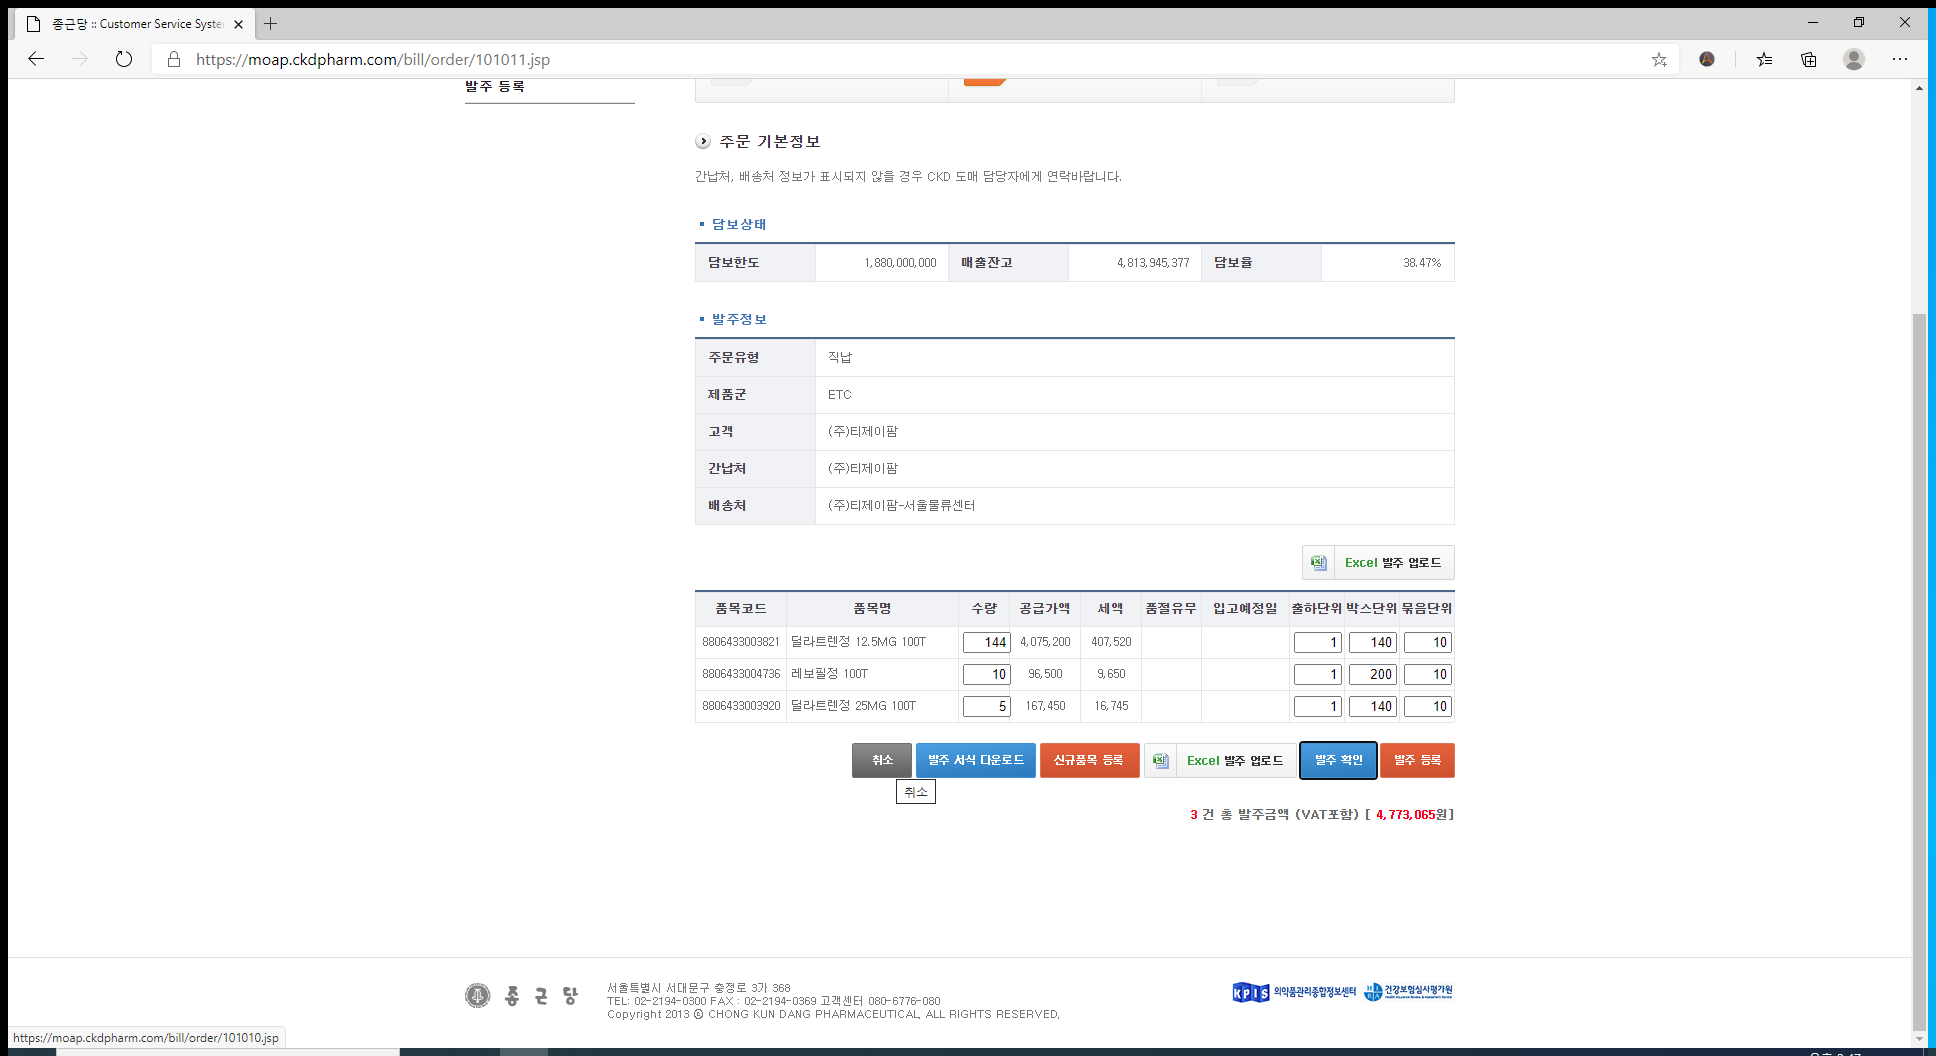 종근당 :: Customer Service Syste
https://moap.ckdpharm.com/bill/order/101011.jsp
발주 등록
주문 기본정보
간납처, 배송처 정보가 표시되지 않을 경우 CKD 도매 담당자에게 연락바랍니다.
담보상태
담보한도 1,880,000,000 매출잔고 4,813,945,377 담보율 38.47%
발주정보
주문유형 직납
제품군 ETC
고객 (주)티제이팜
간납처 (주)티제이팜
배송처 (주)티제이팜-서울물류센터
Excel 발주 업로드
품목코드 품목명 수량 공급가액 세액 품절유무 입고예정일 출하단위 박스단위 묶음단위
8806433003821 딜라트렌정 12.5MG 100T 144 4,075,200 407,520 1 140 10
8806433004736 레보필정 100T 10 96,500 9,650 1 200 10
8806433003920 딜라트렌정 25MG 100T 5 167,450 16,745 1 140 10
취소 발주 서식 다운로드 신규품목 등록 Excel 발주 업로드 발주 확인 발주 등록
취소
3 건 총 발주금액 (VAT포함) [ 4,773,065원]
종근당
서울특별시 서대문구 충정로 3가 368
TEL: 02-2194-0300 FAX : 02-2194-0369 고객센터 080-6776-080
Copyright 2013 ⓒ CHONG KUN DANG PHARMACEUTICAL. ALL RIGHTS RESERVED.
KPIS 의약품관리종합정보센터 HIRA 건강보험심사평가원
https://moap.ckdpharm.com/bill/order/101010.jsp